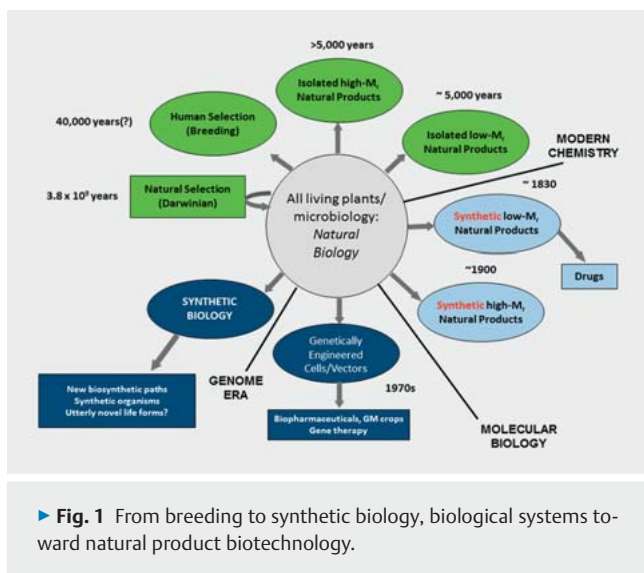 >5,000 years
Isolated high-M,
Natural Products
~ 5,000 years
Human Selection
(Breeding)
40,000 years(?)
Isolated low-M,
Natural Products
MODERN
CHEMISTRY
3.8 x 10⁹ years
Natural Selection
(Darwinian)
All living plants/
microbiology:
Natural
Biology
~ 1830
Synthetic low-M,
Natural Products
Drugs
~1900
Synthetic high-M,
Natural Products
SYNTHETIC
BIOLOGY
Genetically
Engineered
Cells/Vectors
GENOME
ERA
1970s
New biosynthetic paths
Synthetic organisms
Utterly novel life forms?
Biopharmaceuticals, GM crops
Gene therapy
MOLECULAR
BIOLOGY
► Fig. 1 From breeding to synthetic biology, biological systems to-
ward natural product biotechnology.